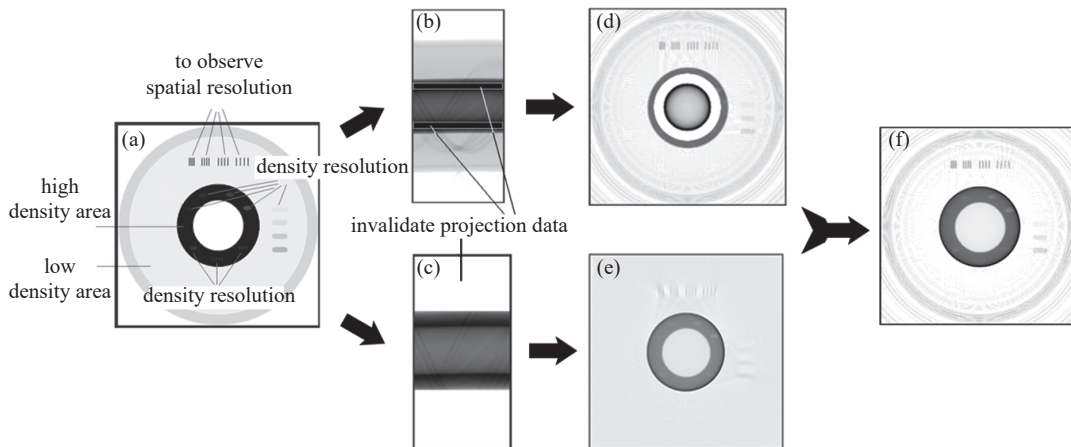 (a)
to observe
spatial resolution
density resolution
high
density area
low
density area
density resolution
(b)
invalidate projection data
(c)
(d)
(e)
(f)